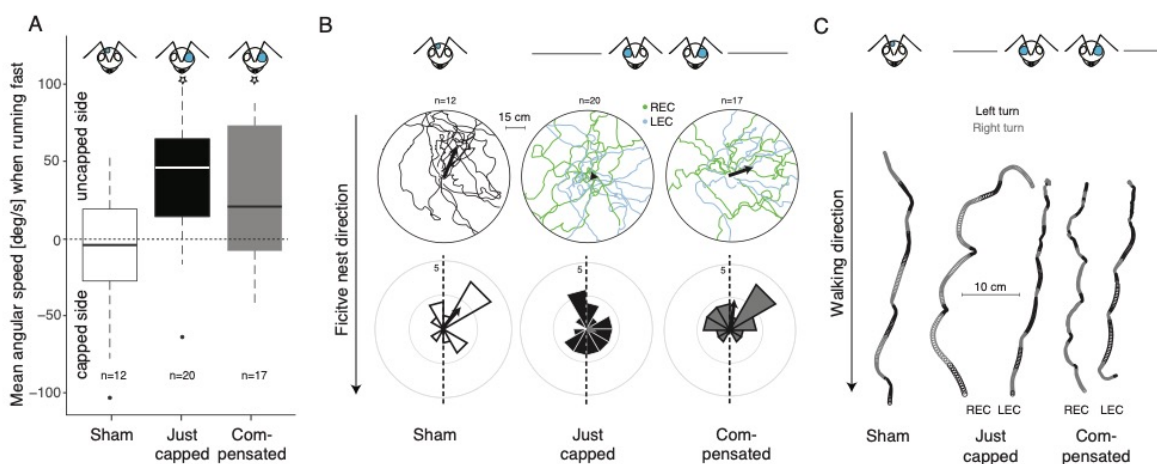 A
Mean angular speed [deg/s] when running fast
uncapped side
capped side
100
50
0
−50
−100
n=12
n=20
n=17
Sham
Just
capped
Com-
pensated
B
Ficitve nest direction
n=12
15 cm
n=20
REC
LEC
n=17
5
5
5
Sham
Just
capped
Com-
pensated
C
Left turn
Right turn
Walking direction
10 cm
REC LEC
REC LEC
Sham
Just
capped
Com-
pensated